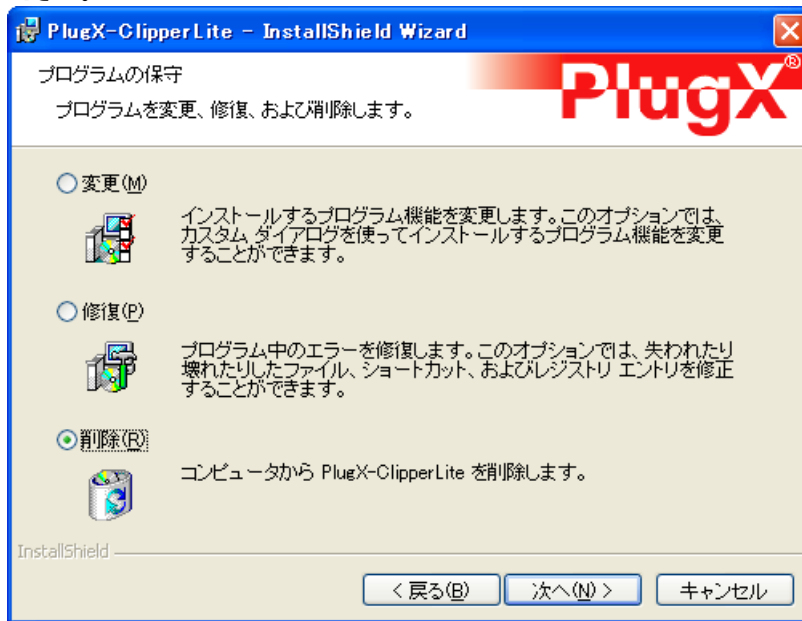 PlugX-ClipperLite - InstallShield Wizard
プログラムの保守
プログラムを変更、修復、および削除します。
PlugX®
変更(M)
インストールするプログラム機能を変更します。このオプションでは、
カスタム ダイアログを使ってインストールするプログラム機能を変更
することができます。
修復(P)
プログラム中のエラーを修復します。このオプションでは、失われたり
壊れたりしたファイル、ショートカット、およびレジストリ エントリを修正
することができます。
削除(R)
コンピュータから PlugX-ClipperLite を削除します。
InstallShield
< 戻る(B)
次へ(N) >
キャンセル